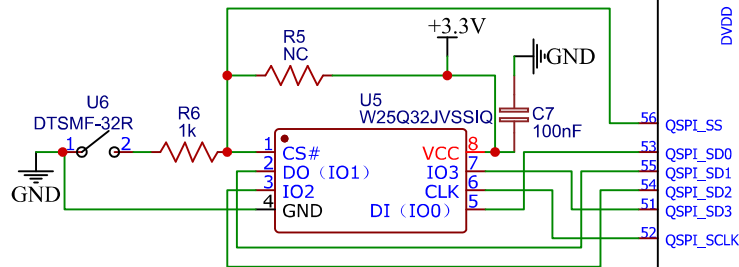 DVDD
+3.3V
R5
NC
GND
U6
DTSMF-32R
R6
1k
U5
W25Q32JVSSIQ
C7
100nF
1
2
1
CS#
VCC
8
2
DO（IO1）
IO3
7
3
IO2
CLK
6
4
GND
DI（IO0）
5
GND
56
QSPI_SS
53
QSPI_SD0
55
QSPI_SD1
54
QSPI_SD2
51
QSPI_SD3
52
QSPI_SCLK